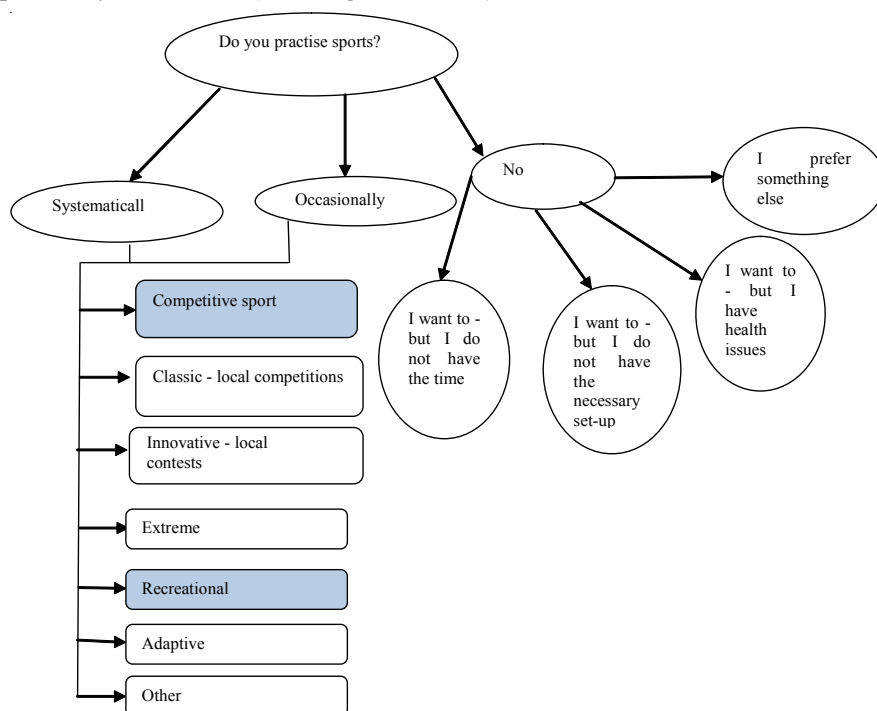 Do you practise sports?
Systematicall
Occasionally
No
I prefer
something
else
Competitive sport
Classic - local competitions
Innovative - local
contests
Extreme
Recreational
Adaptive
Other
I want to -
but I do
not have
the time
I want to -
but I do
not have
the
necessary
set-up
I want to
- but I
have
health
issues